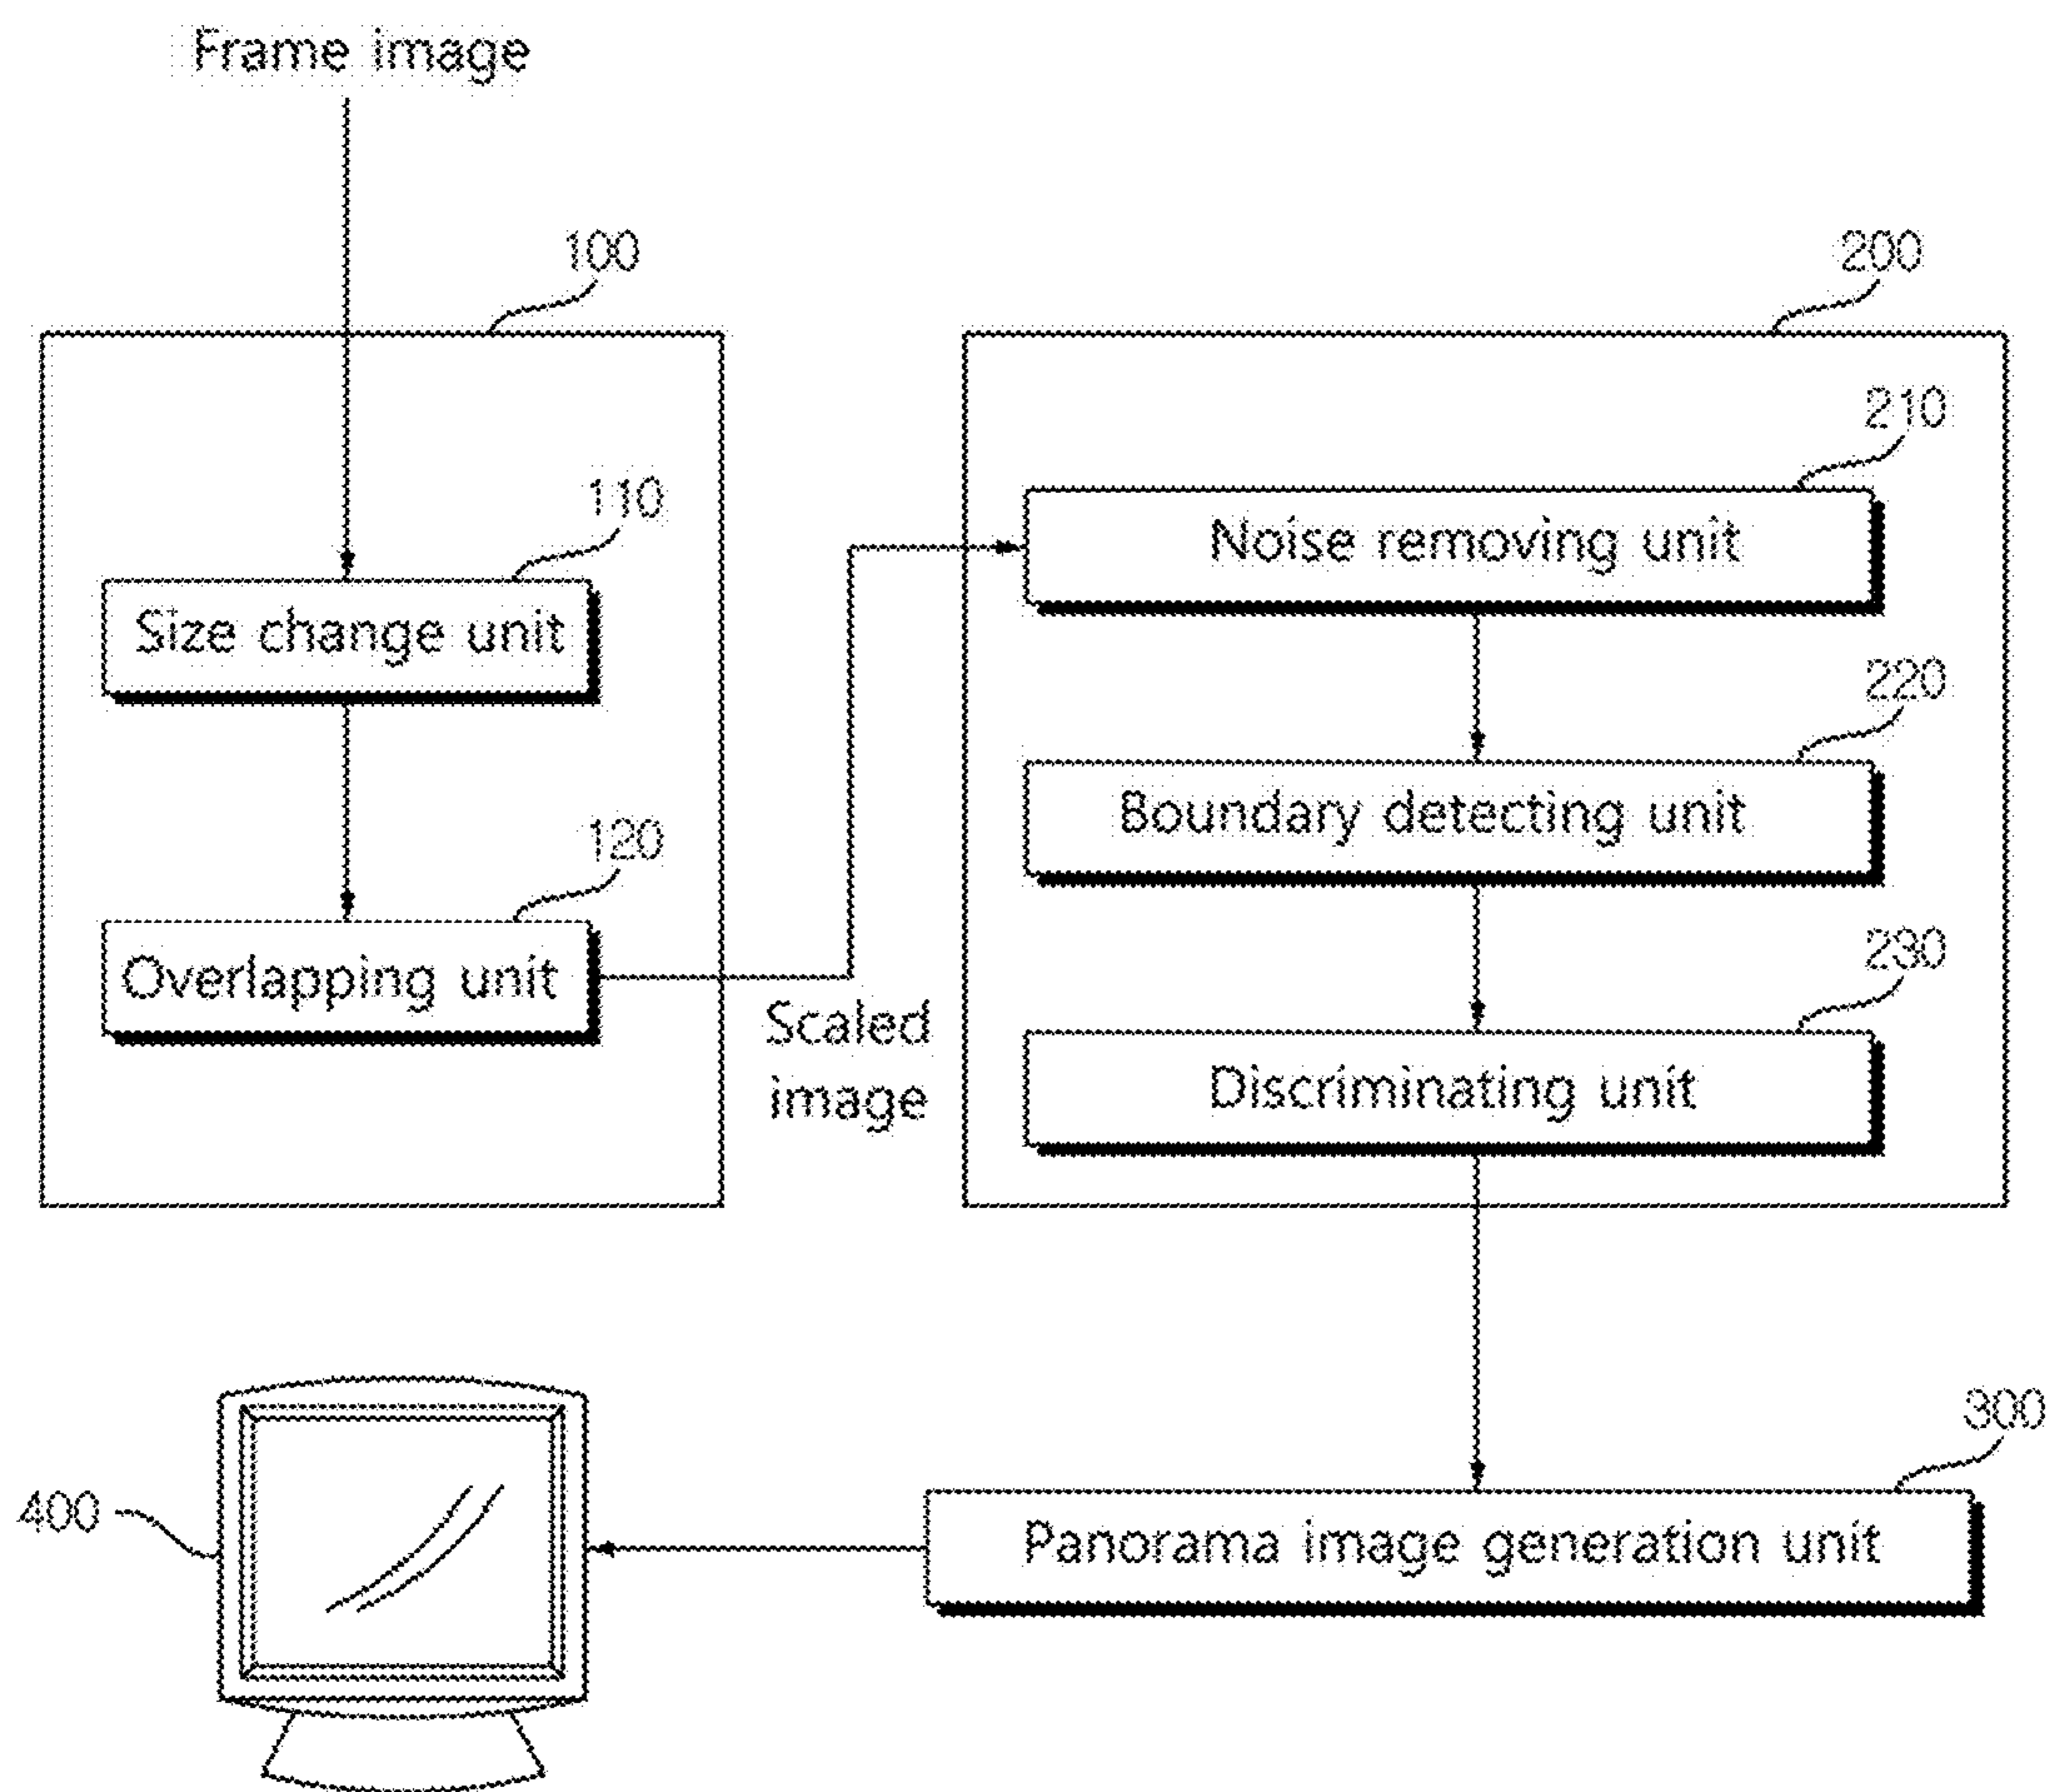 Frame image
100
200
210
110
Noise removing unit
Size change unit
220
Boundary detecting unit
120
230
Overlapping unit
Scaled
image
Discriminating unit
300
400
Panorama image generation unit